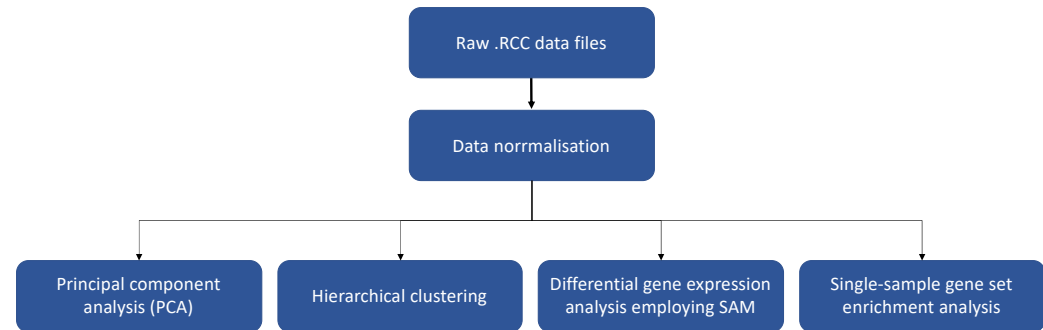 Raw .RCC data files
Data norrmalisation
Principal component
analysis (PCA)
Hierarchical clustering
Differential gene expression
analysis employing SAM
Single-sample gene set
enrichment analysis